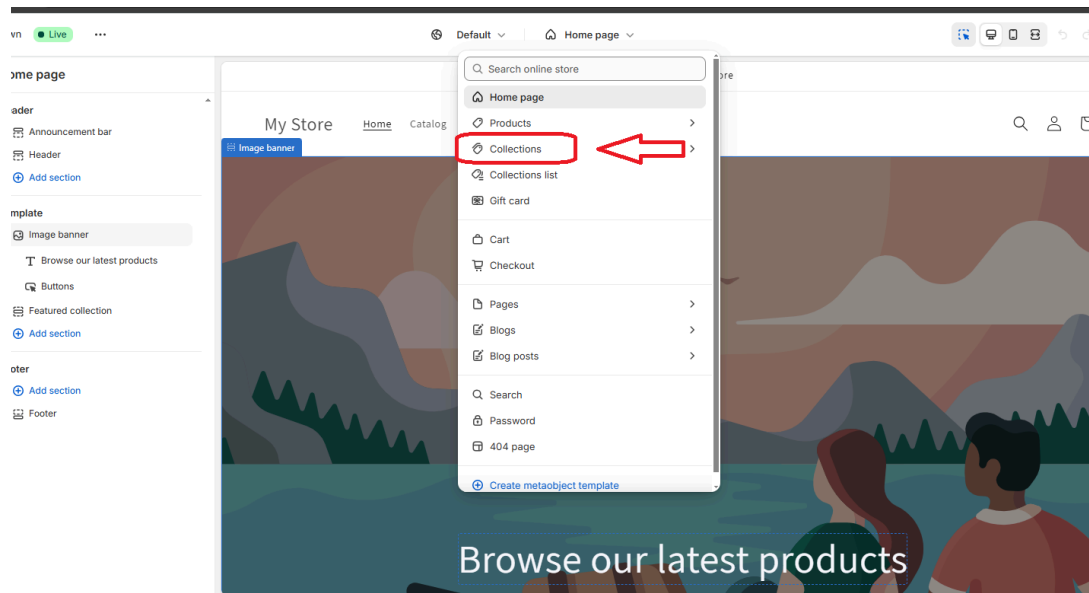 wn Live ... Default Home page
ome page
ader
Announcement bar
Header
Add section
mplate
Image banner
Browse our latest products
Buttons
Featured collection
Add section
oter
Add section
Footer
Search online store
Home page
Products
Collections
Collections list
Gift card
Cart
Checkout
Pages
Blogs
Blog posts
Search
Password
404 page
Create metaobject template
ore
My Store Home Catalog
Image banner
Browse our latest products